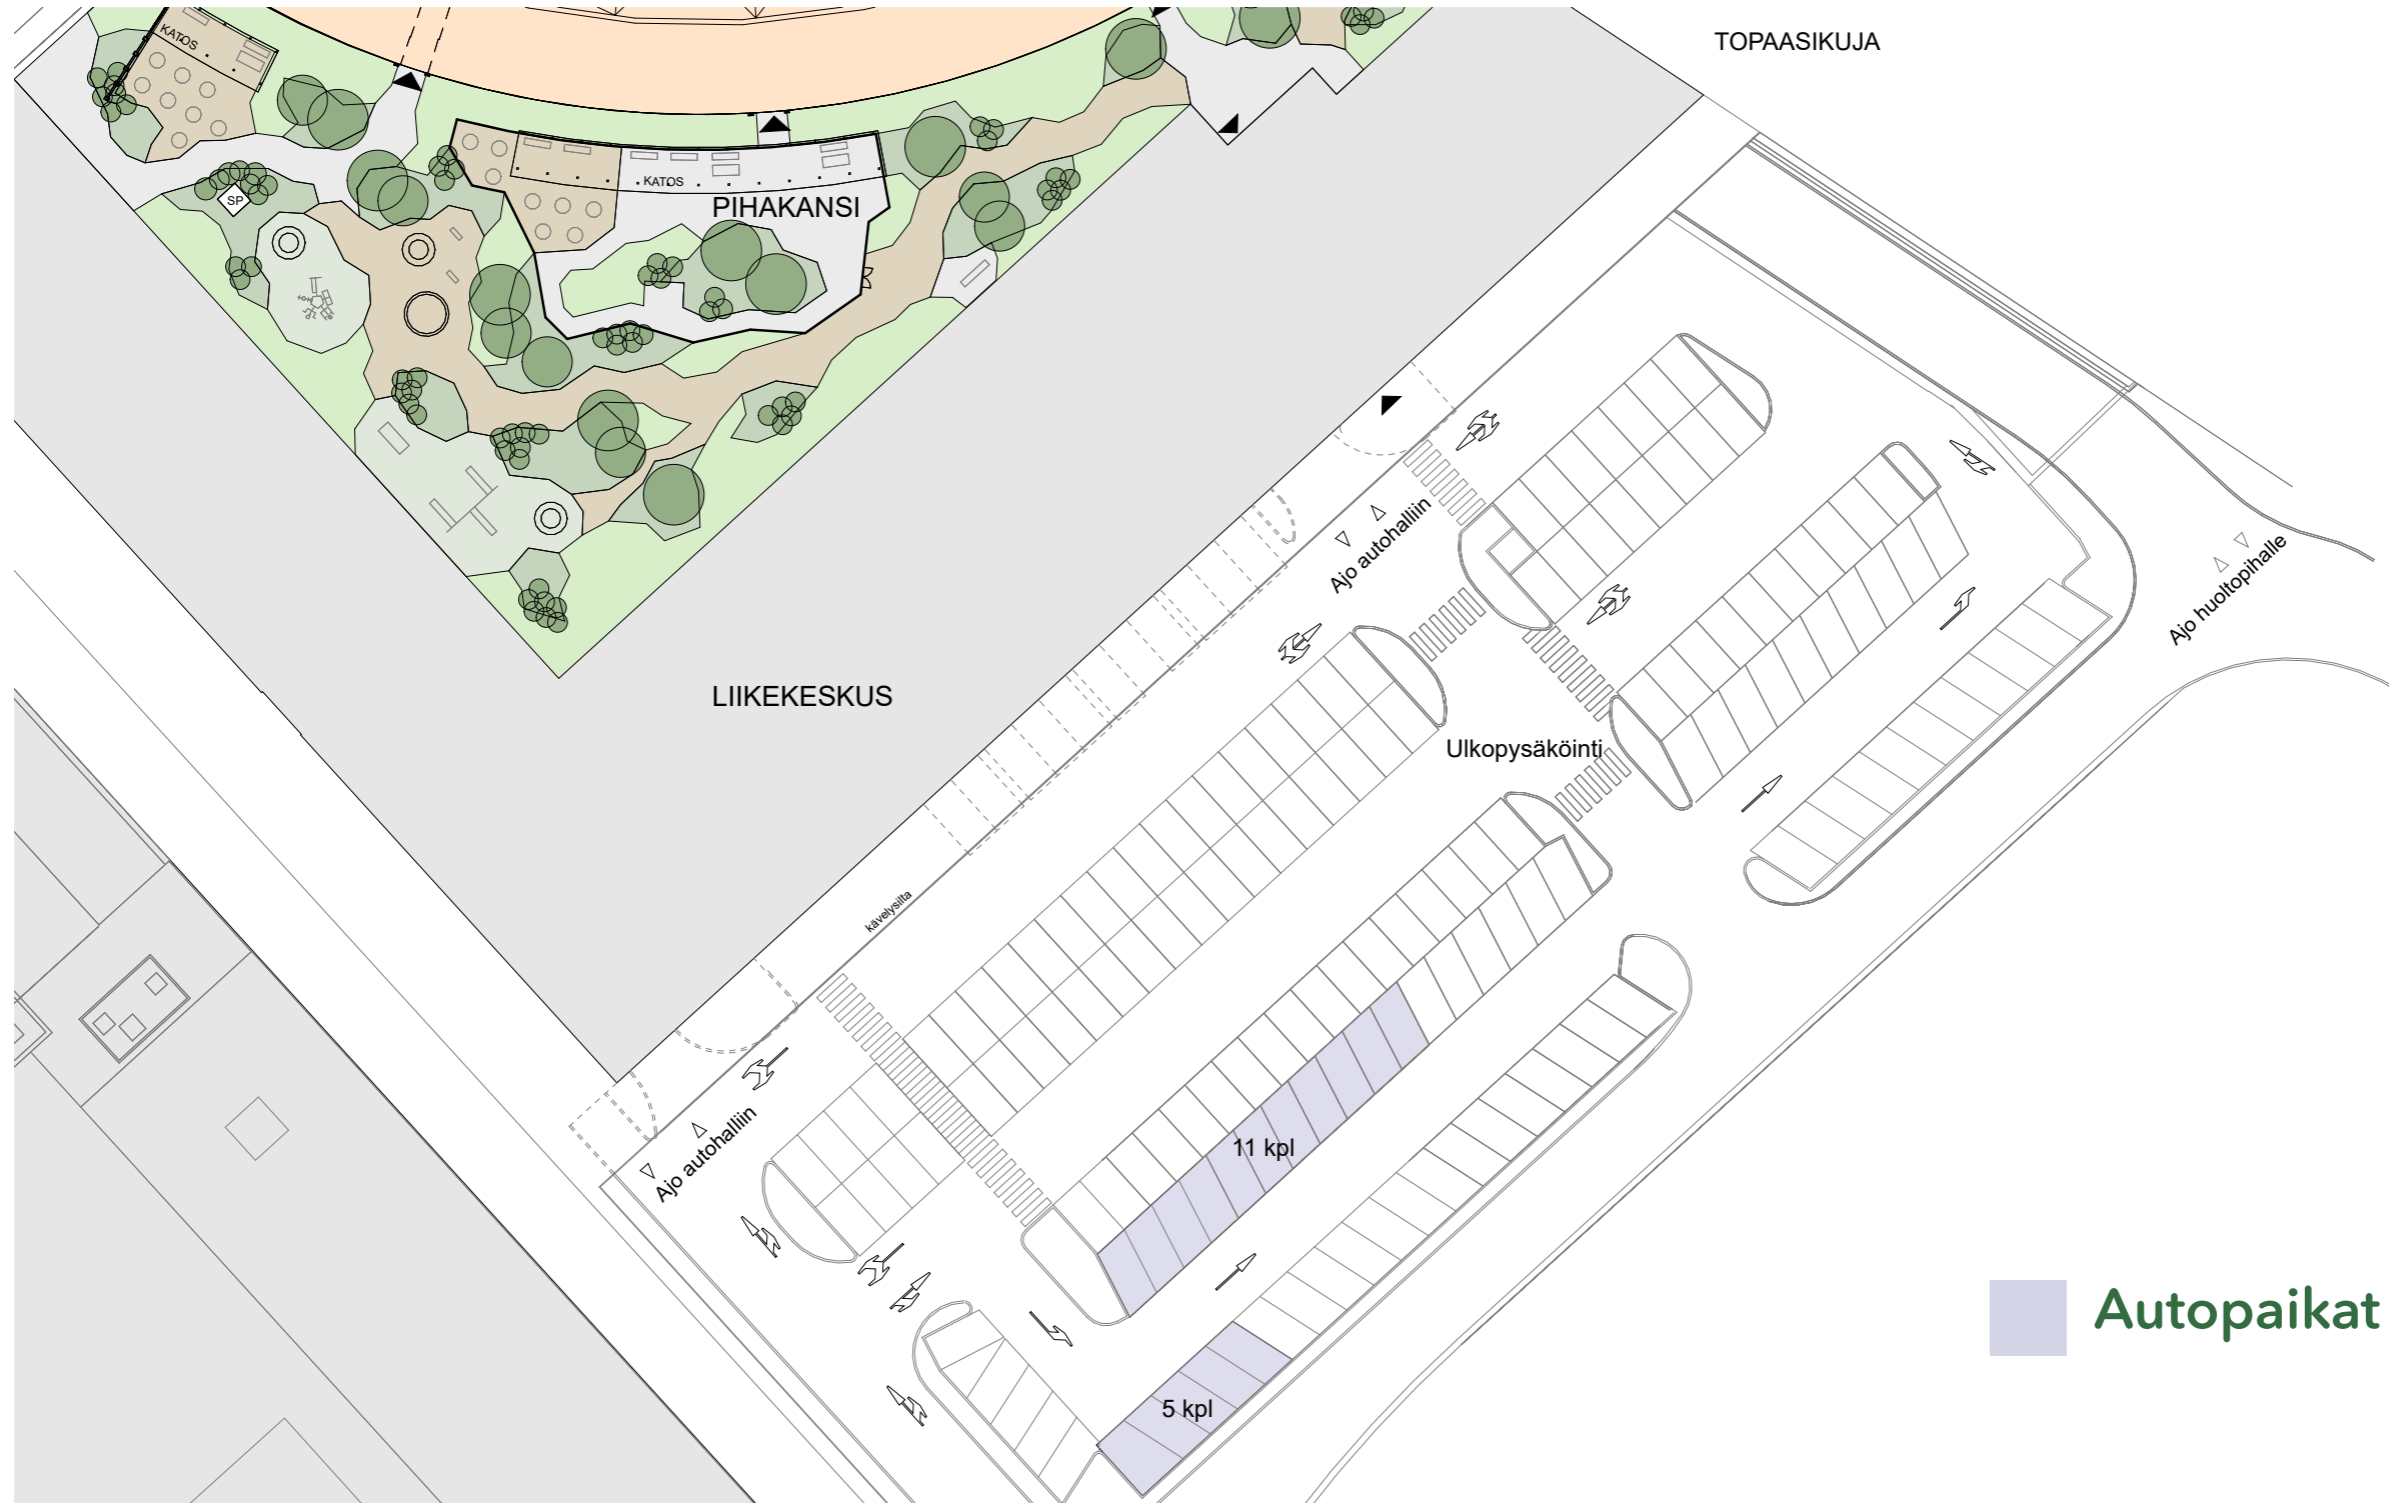 TOPAASIKUJA
KATOS
KATOS
SP
PIHAKANSI
Ajo autohalliin
Ajo huoltopihalle
LIIKEKESKUS
Ulkopysäköinti
kävelysilta
Ajo autohalliin
11 kpl
Autopaikat
5 kpl